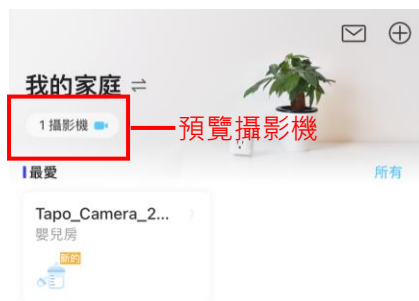 我的家庭
1 攝影機
預覽攝影機
最愛
所有
Tapo_Camera_2...
嬰兒房
新的